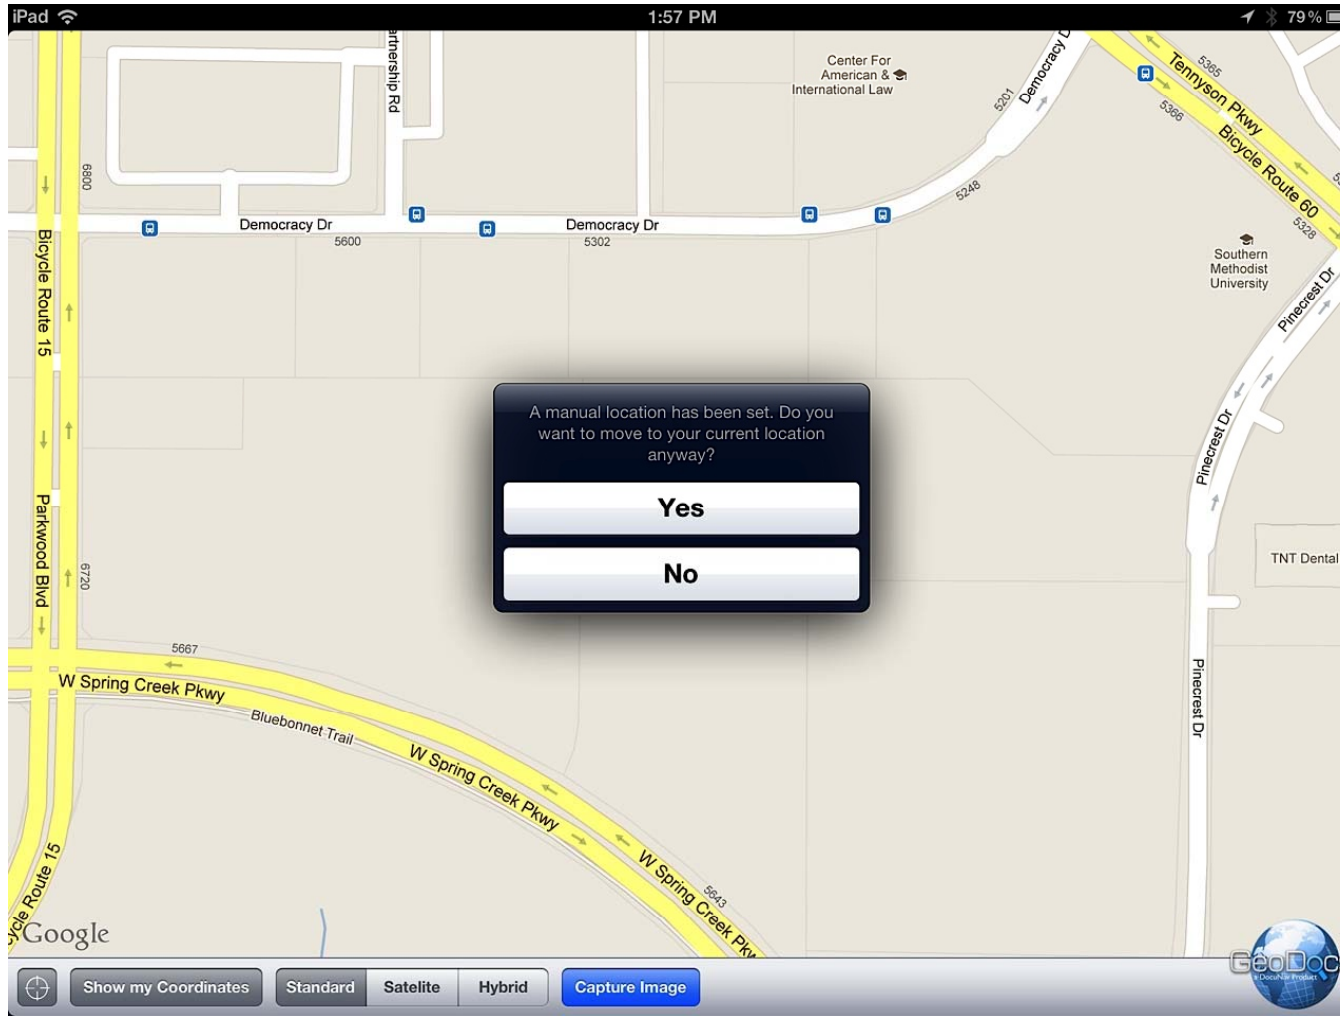 iPad
1:57 PM
79%
Partnership Rd
Center For
American &
International Law
5201
Democracy D
5365
Tennyson Pkwy
5366
Bicycle Route 60
5328
6800
Democracy Dr
5600
Democracy Dr
5302
5248
Southern
Methodist
University
Pinecrest Dr
Bicycle Route 15
A manual location has been set. Do you
want to move to your current location
anyway?
Yes
No
Pinecrest Dr
Parkwood Blvd
6720
TNT Dental
5667
W Spring Creek Pkwy
Bluebonnet Trail
W Spring Creek Pkwy
Pinecrest Dr
W Spring Creek Pkw
5643
ycle Route 15
Google
Show my Coordinates
Standard
Satelite
Hybrid
Capture Image
GeoDoc